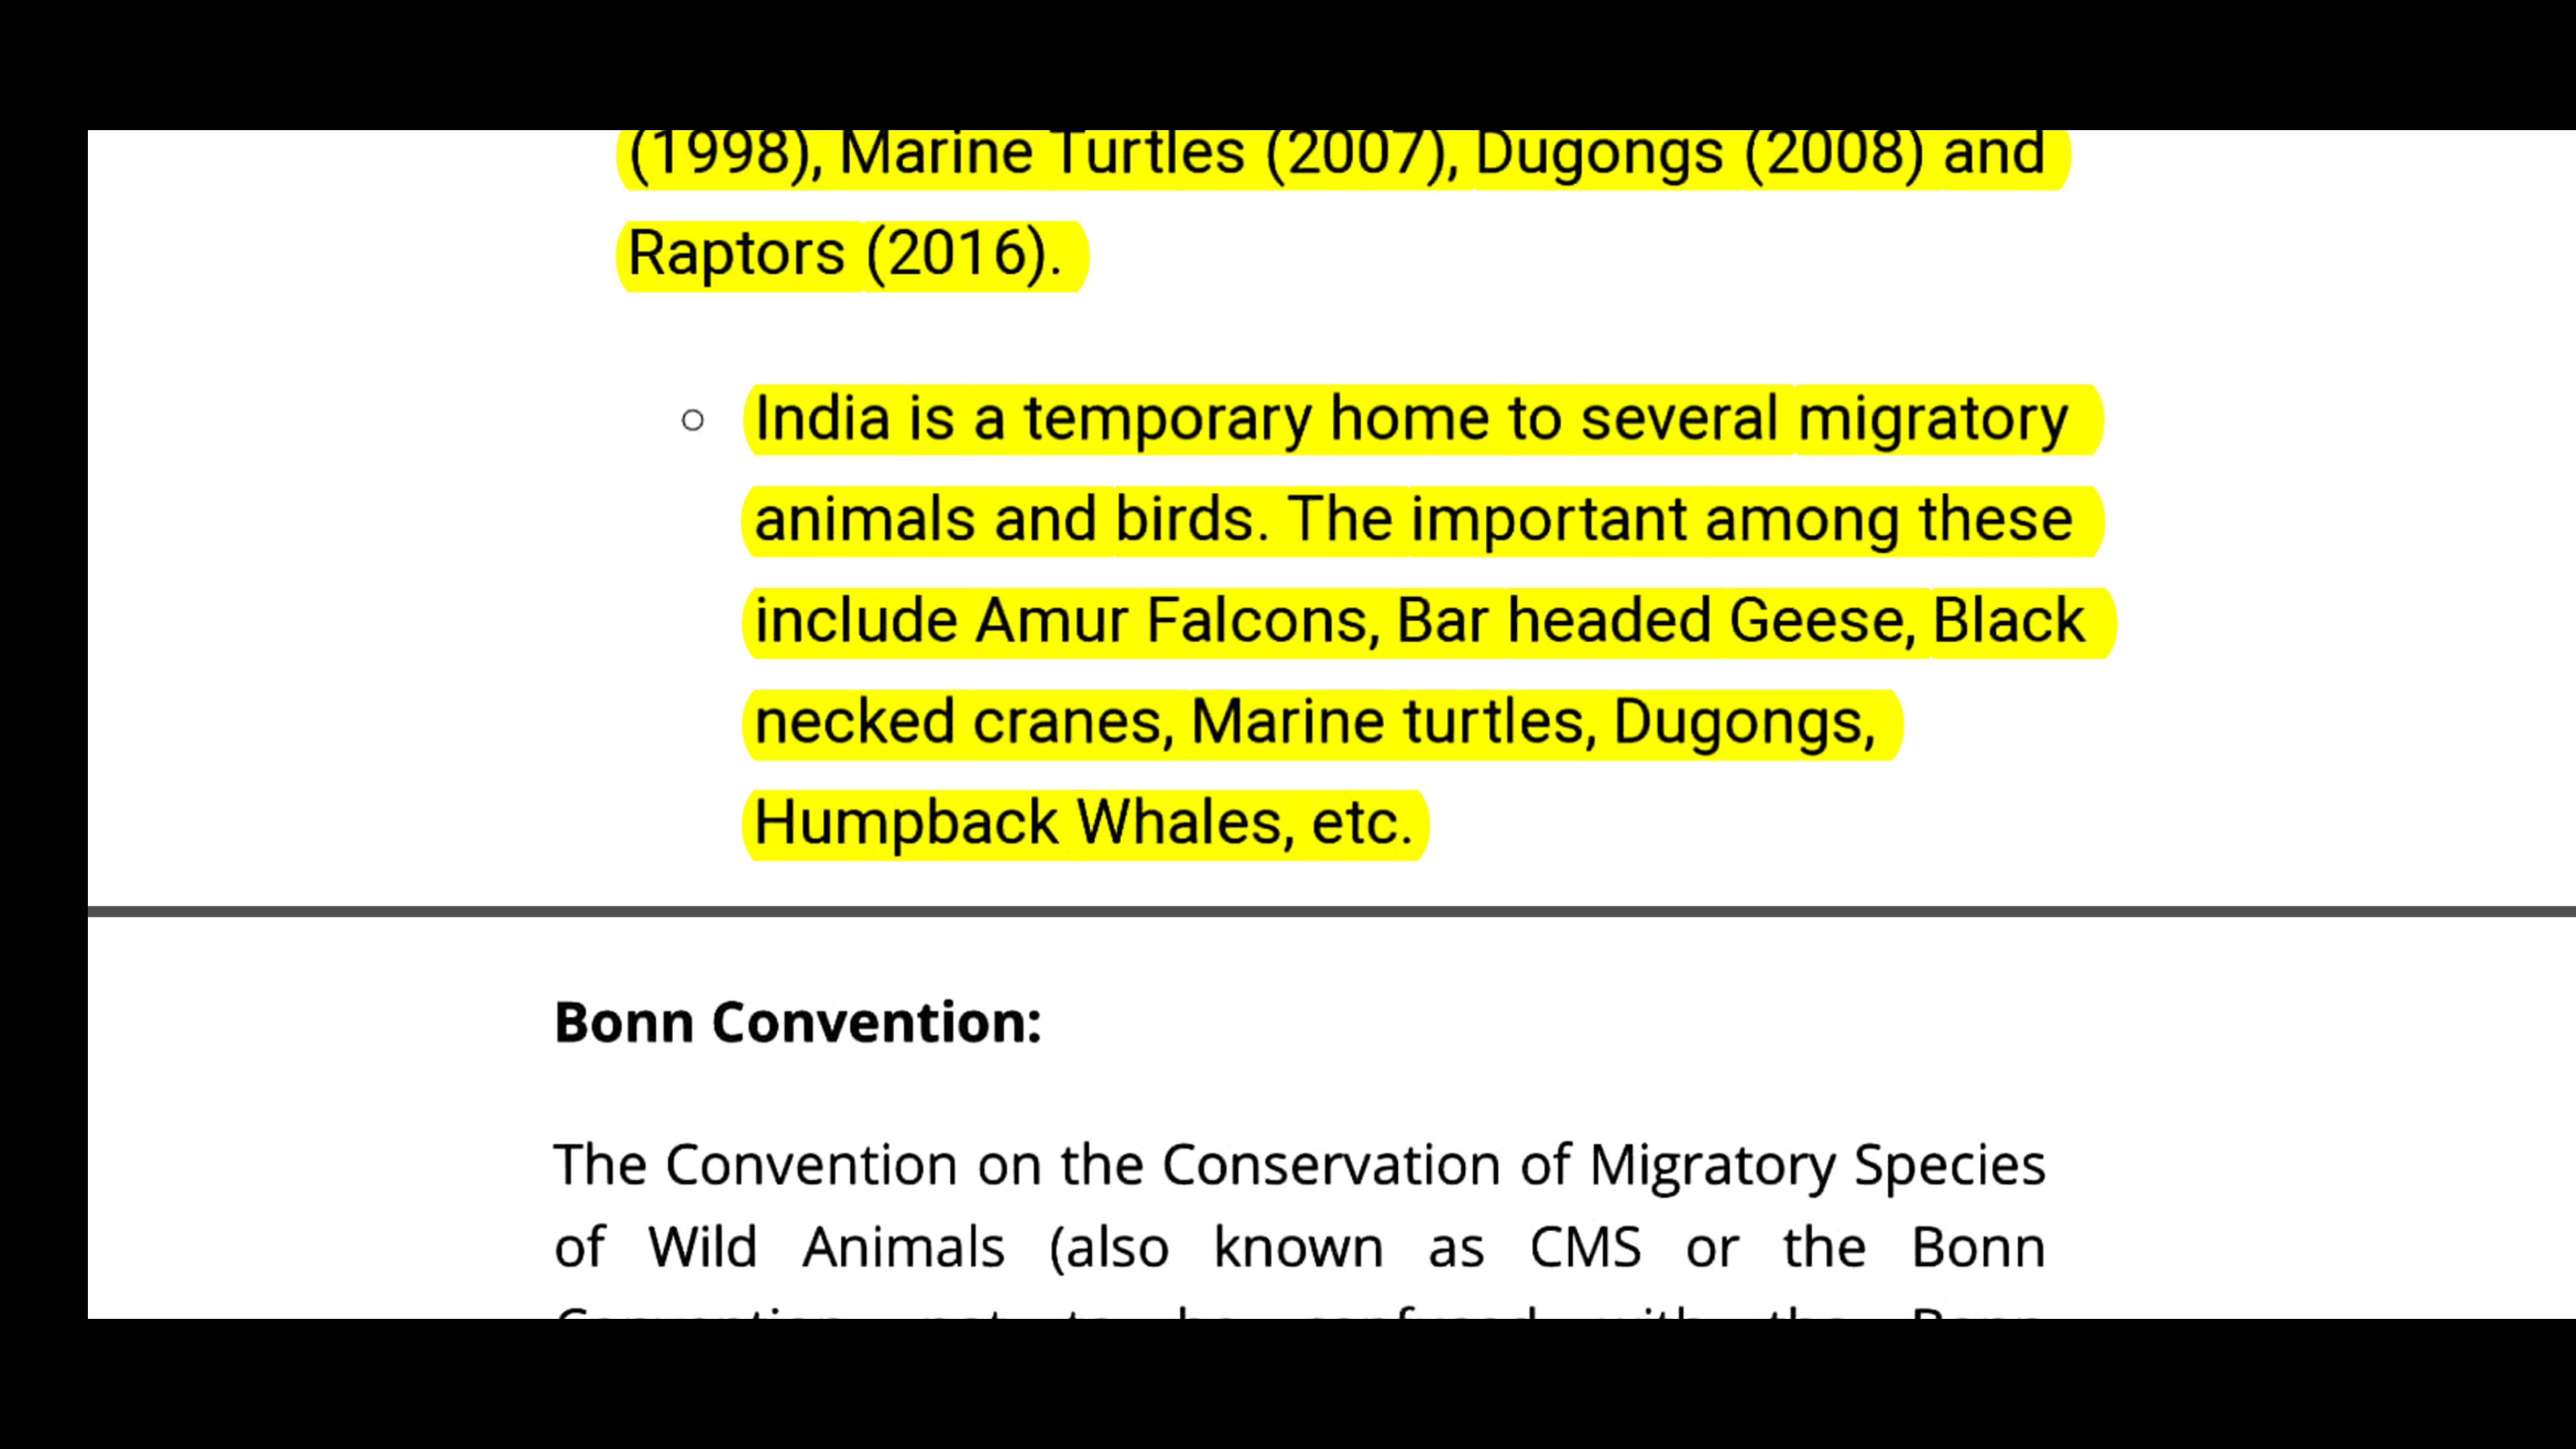 (1998), Marine Turtles (2007), Dugongs (2008) and
Raptors (2016).
○ India is a temporary home to several migratory
animals and birds. The important among these
include Amur Falcons, Bar headed Geese, Black
necked cranes, Marine turtles, Dugongs,
Humpback Whales, etc.
Bonn Convention:
The Convention on the Conservation of Migratory Species
of Wild Animals (also known as CMS or the Bonn